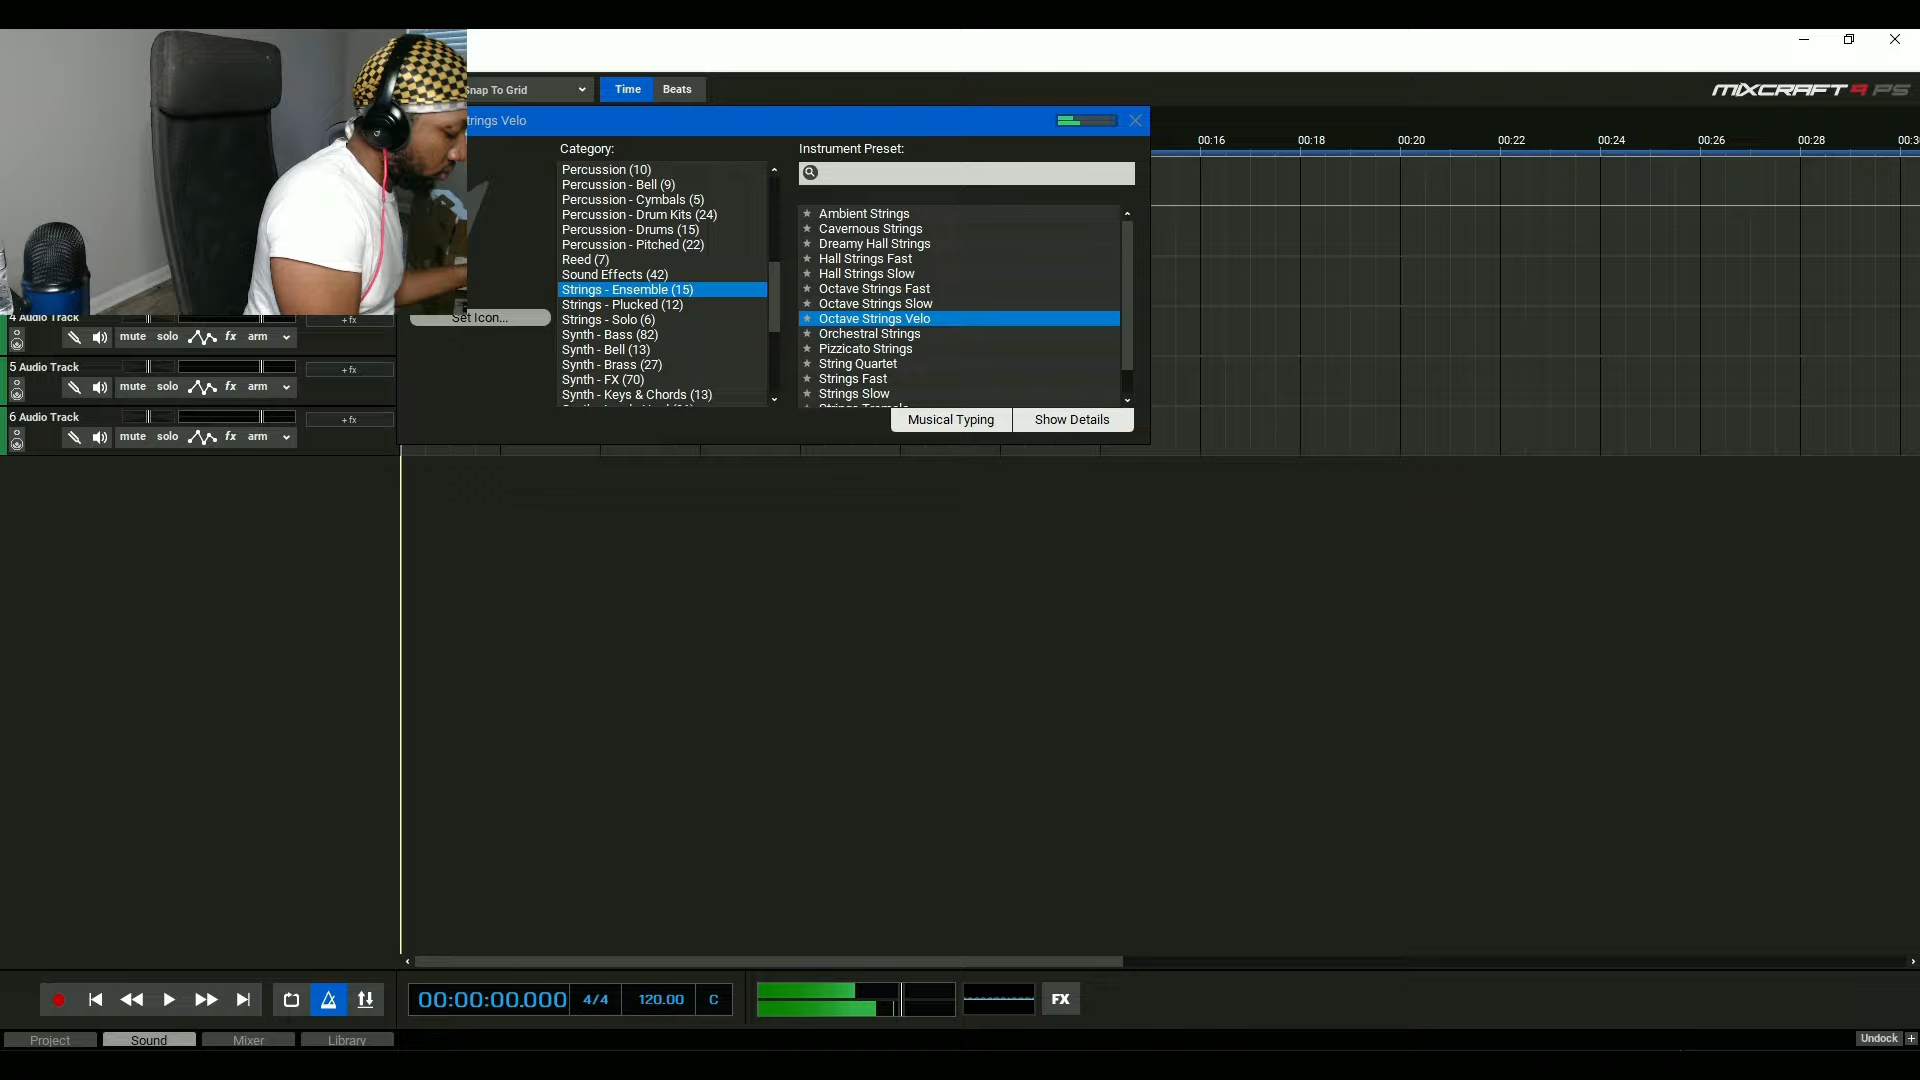 Snap To Grid
Time
Beats
MIXCRAFT 9 PS
Strings Velo
Category:
Instrument Preset:
00:16
00:18
00:20
00:22
00:24
00:26
00:28
Percussion (10)
Percussion - Bell (9)
Percussion - Cymbals (5)
Percussion - Drum Kits (24)
Percussion - Drums (15)
Percussion - Pitched (22)
Reed (7)
Sound Effects (42)
Strings - Ensemble (15)
Strings - Plucked (12)
Strings - Solo (6)
Synth - Bass (82)
Synth - Bell (13)
Synth - Brass (27)
Synth - FX (70)
Synth - Keys & Chords (13)
Ambient Strings
Cavernous Strings
Dreamy Hall Strings
Hall Strings Fast
Hall Strings Slow
Octave Strings Fast
Octave Strings Slow
Octave Strings Velo
Orchestral Strings
Pizzicato Strings
String Quartet
Strings Fast
Strings Slow
Strings Tremolo
Musical Typing
Show Details
Set Icon...
4 Audio Track
+fx
mute solo fx arm
5 Audio Track
+fx
mute solo fx arm
6 Audio Track
+fx
mute solo fx arm
00:00:00.000
4/4
120.00
C
FX
Project
Sound
Mixer
Library
Undock +